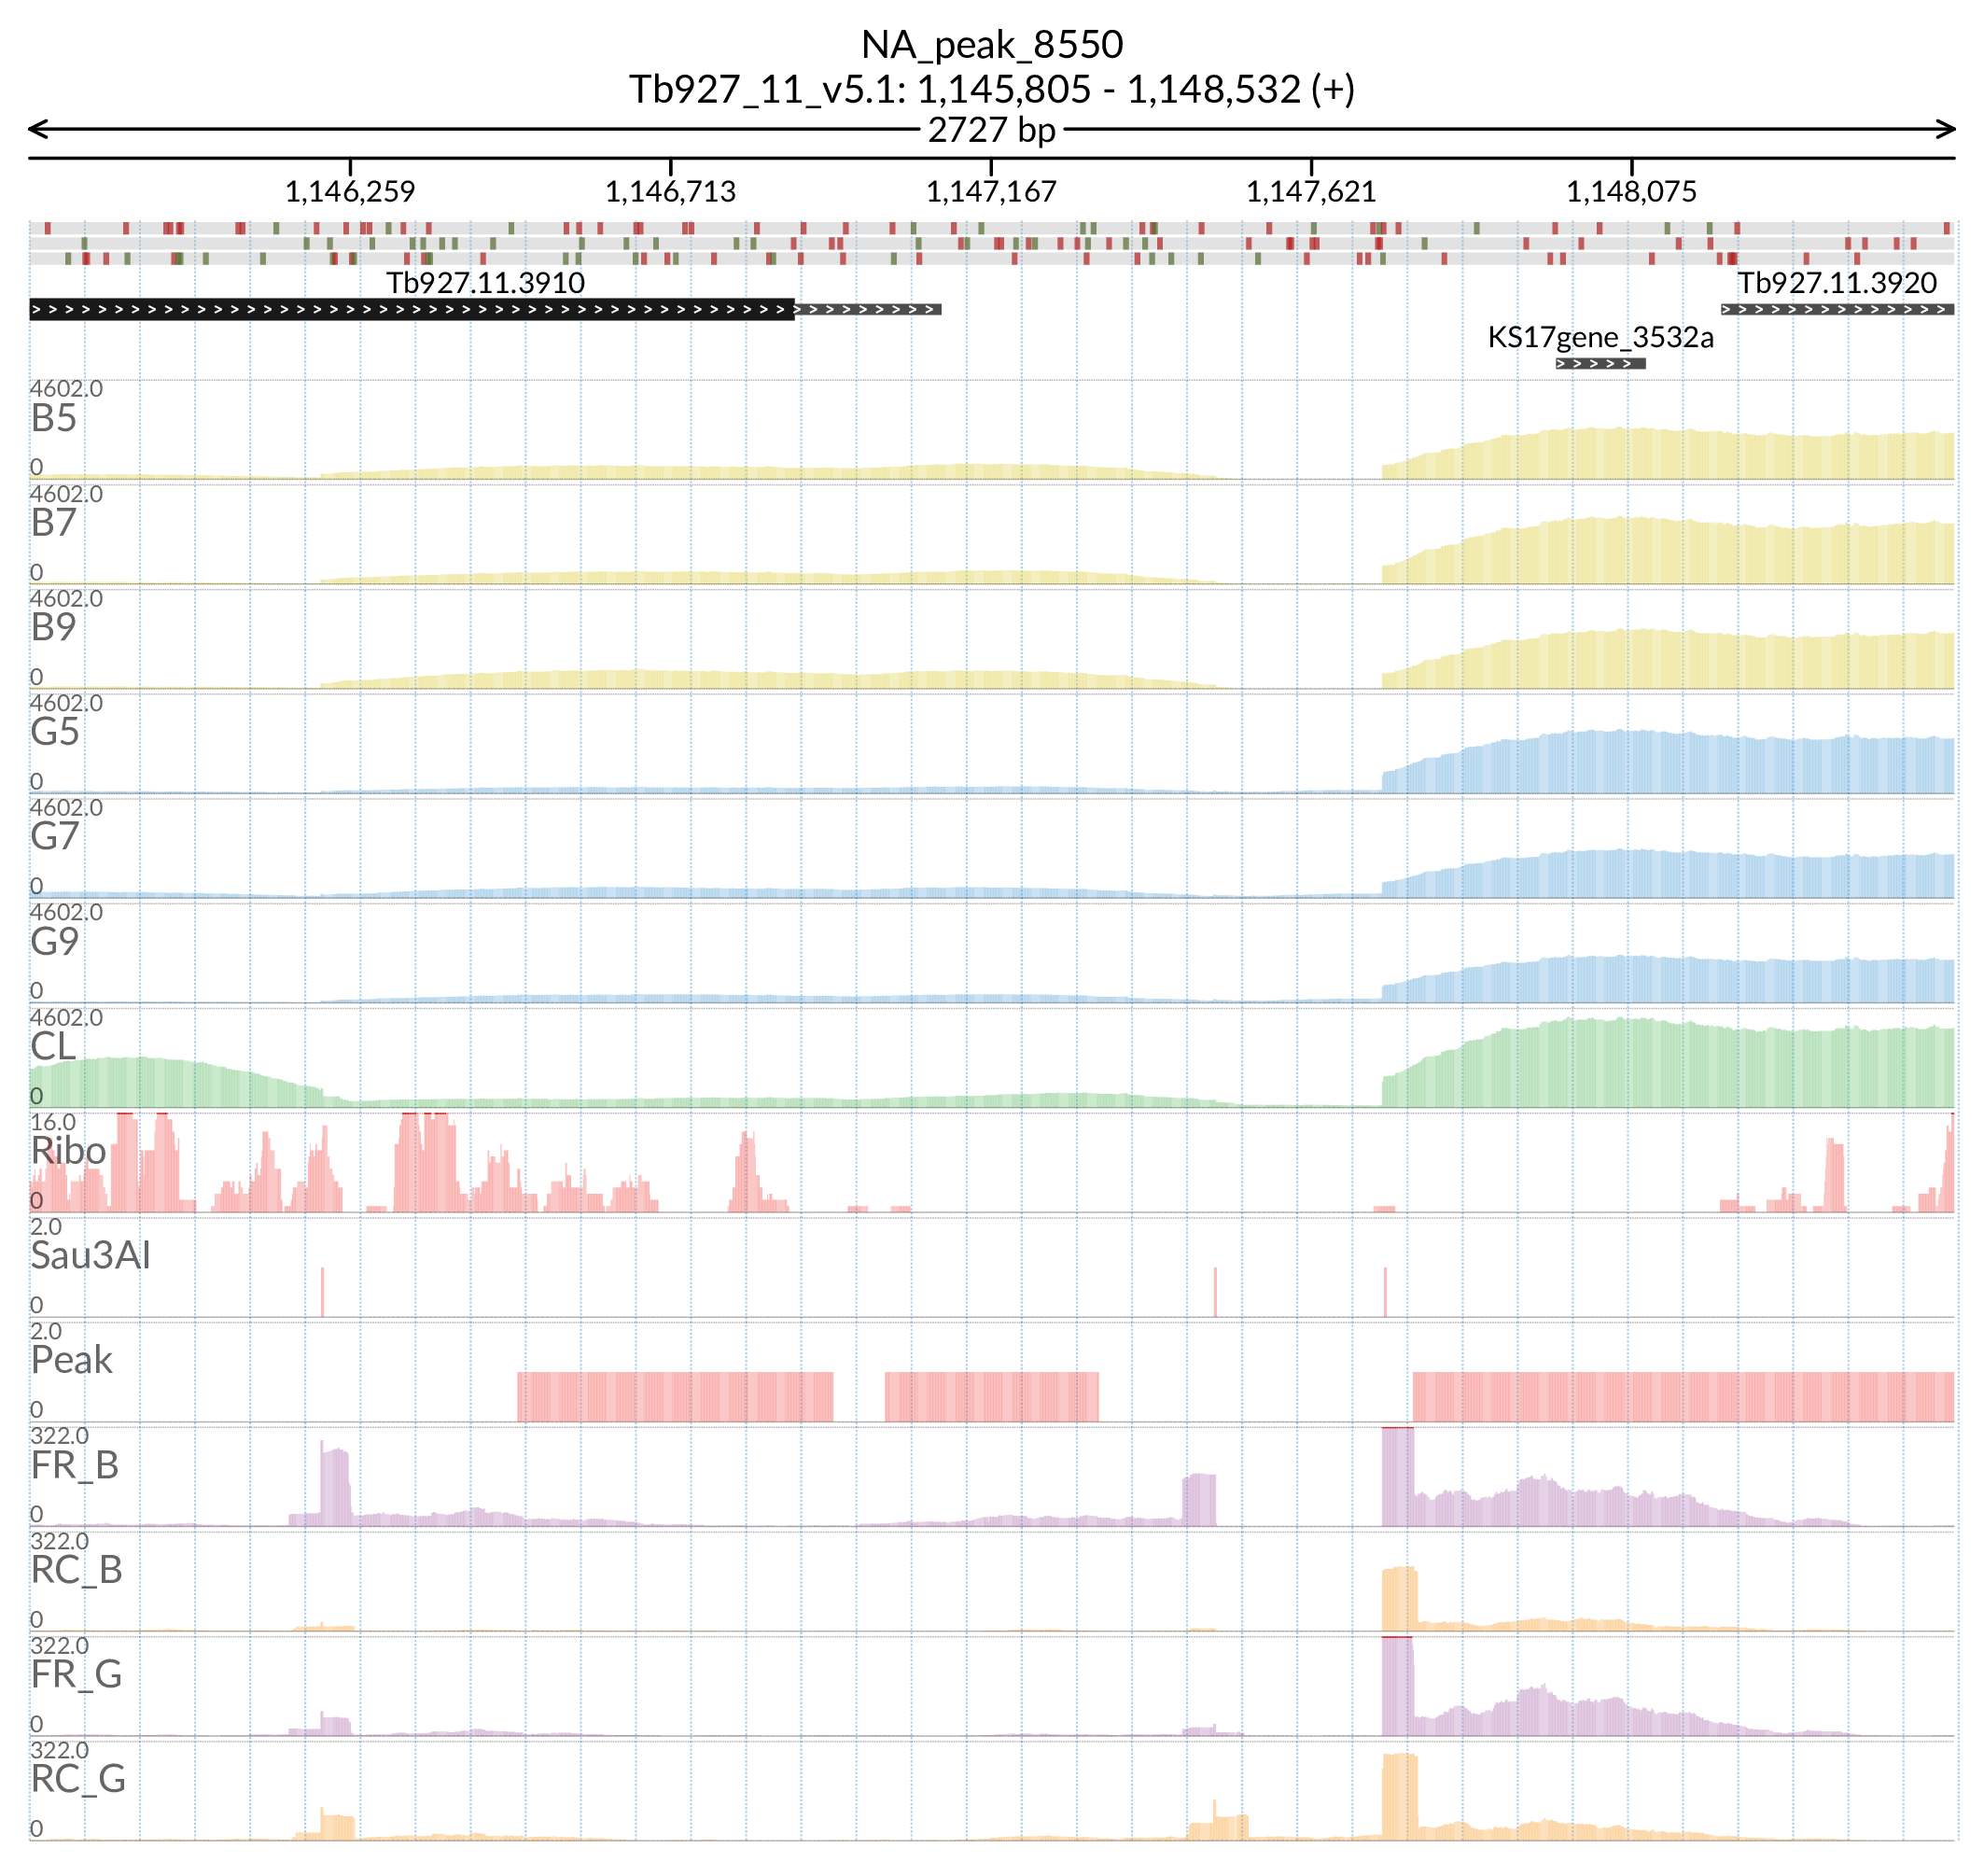 NA_peak_8550
Tb927_11_v5.1: 1,145,805 - 1,148,532 (+)
2727 bp
1,146,259 1,146,713 1,147,167 1,147,621 1,148,075
Tb927.11.3910 Tb927.11.3920
KS17gene_3532a
4602.0
B5
0
4602.0
B7
0
4602.0
B9
0
4602.0
G5
0
4602.0
G7
0
4602.0
G9
0
4602.0
CL
0
16.0
Ribo
0
2.0
Sau3AI
0
2.0
Peak
0
322.0
FR_B
0
322.0
RC_B
0
322.0
FR_G
0
322.0
RC_G
0